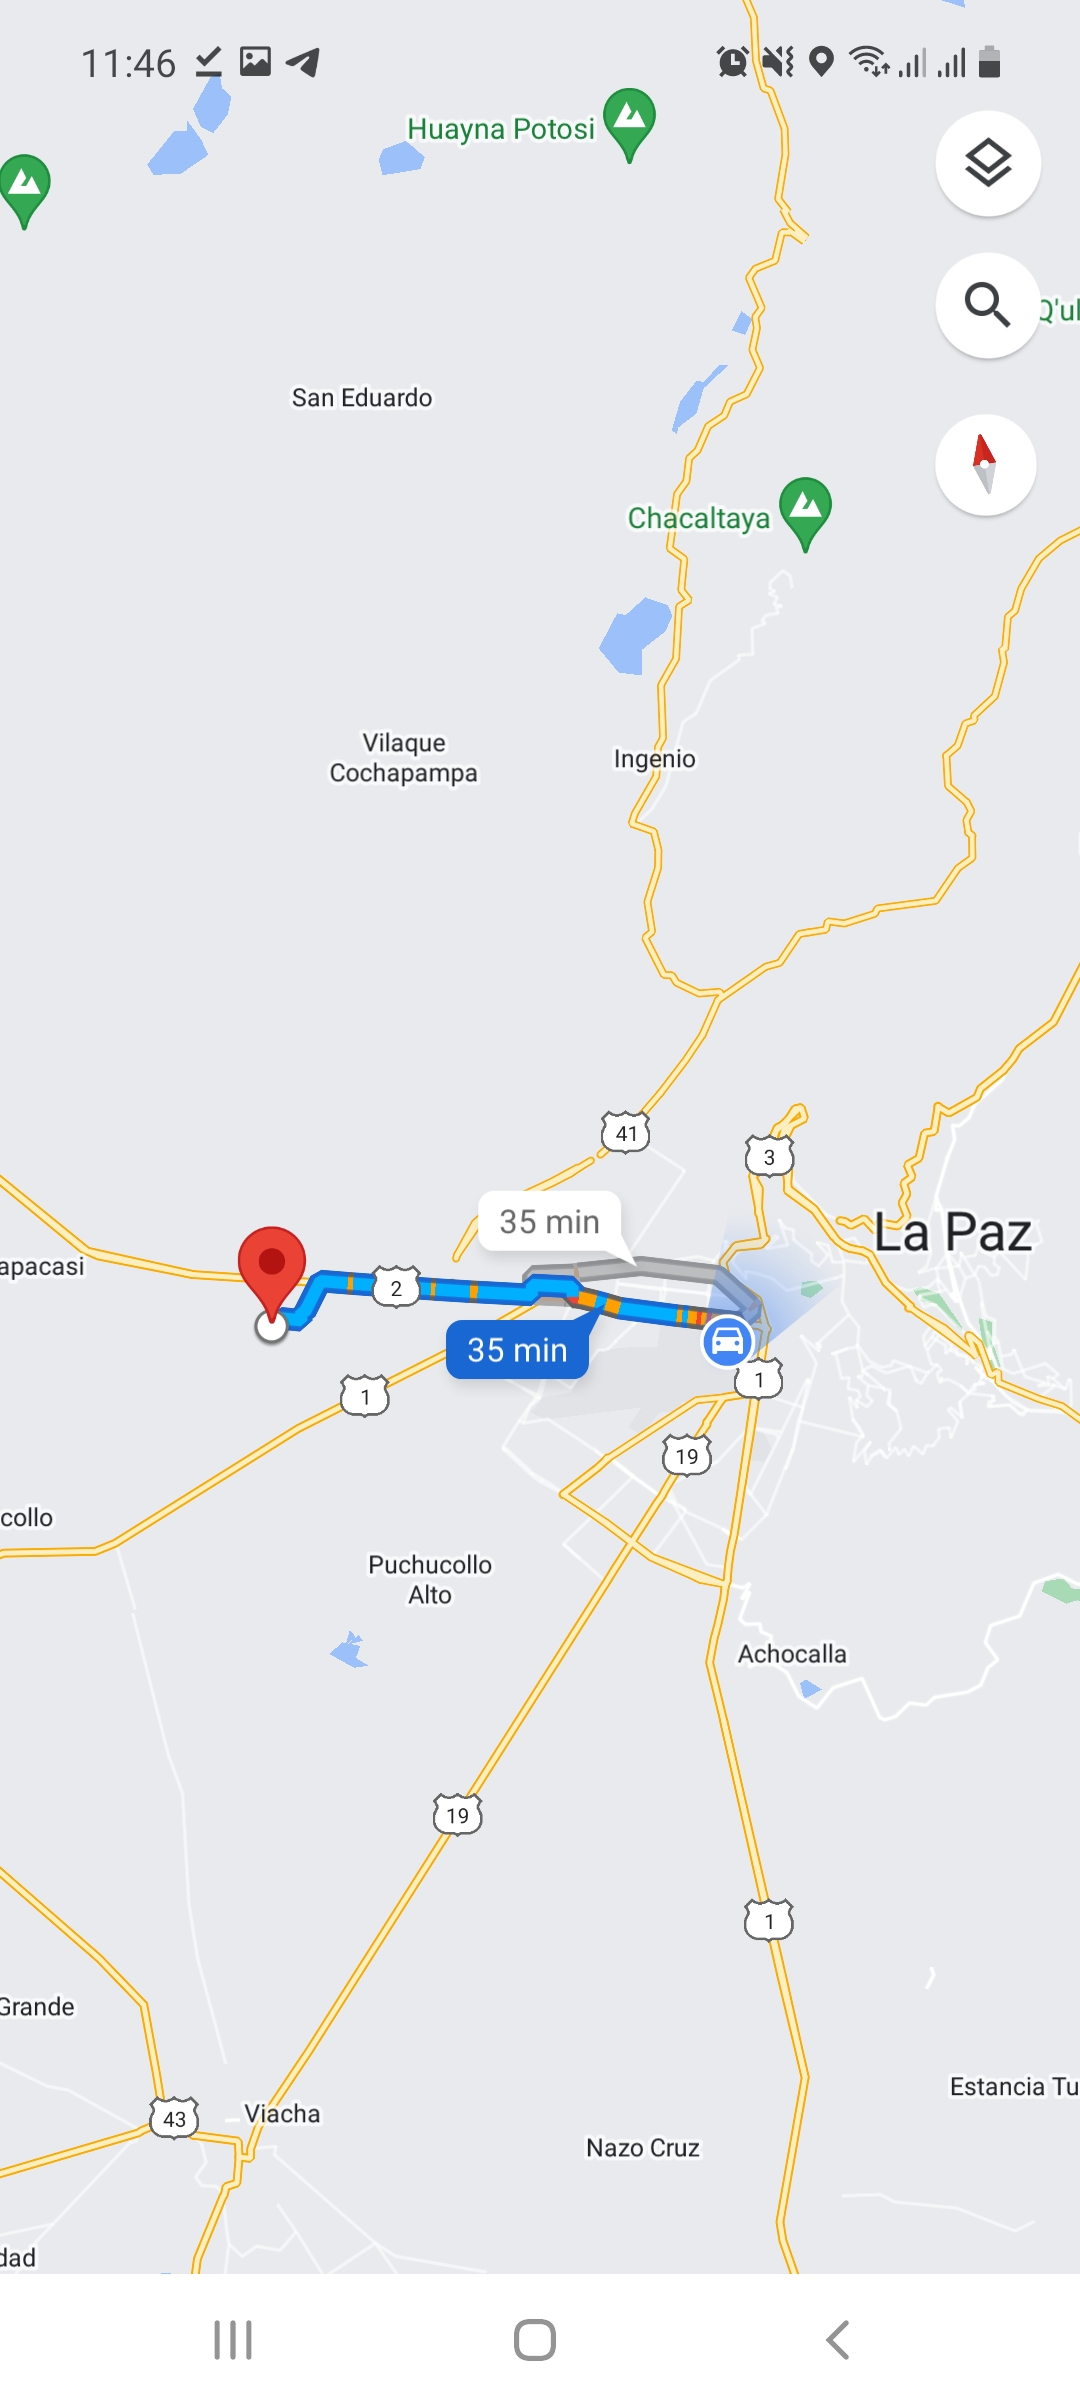 11:46
Huayna Potosi
Q'ul
San Eduardo
Chacaltaya
Vilaque
Cochapampa
Ingenio
41
3
35 min
La Paz
apacasi
2
35 min
1
1
19
collo
Puchucollo
Alto
Achocalla
19
1
Grande
Estancia Tu
43
Viacha
Nazo Cruz
dad